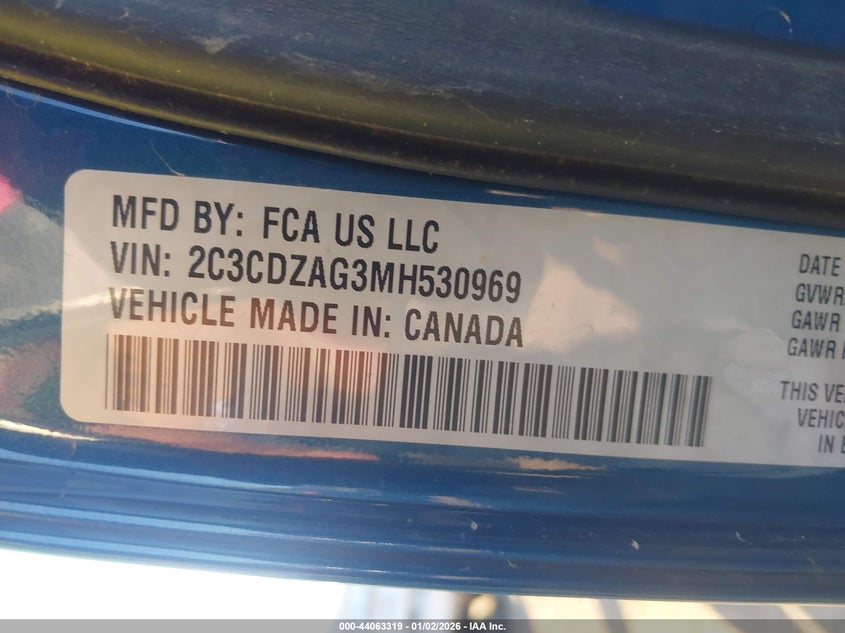 MFD BY: FCA US LLC
VIN: 2C3CDZAG3MH530969
VEHICLE MADE IN: CANADA
DATE
GVWR
GAWR
GAWR
THIS
VEHIC
IN
000-44063319 - 01/02/2026 - IAA Inc.